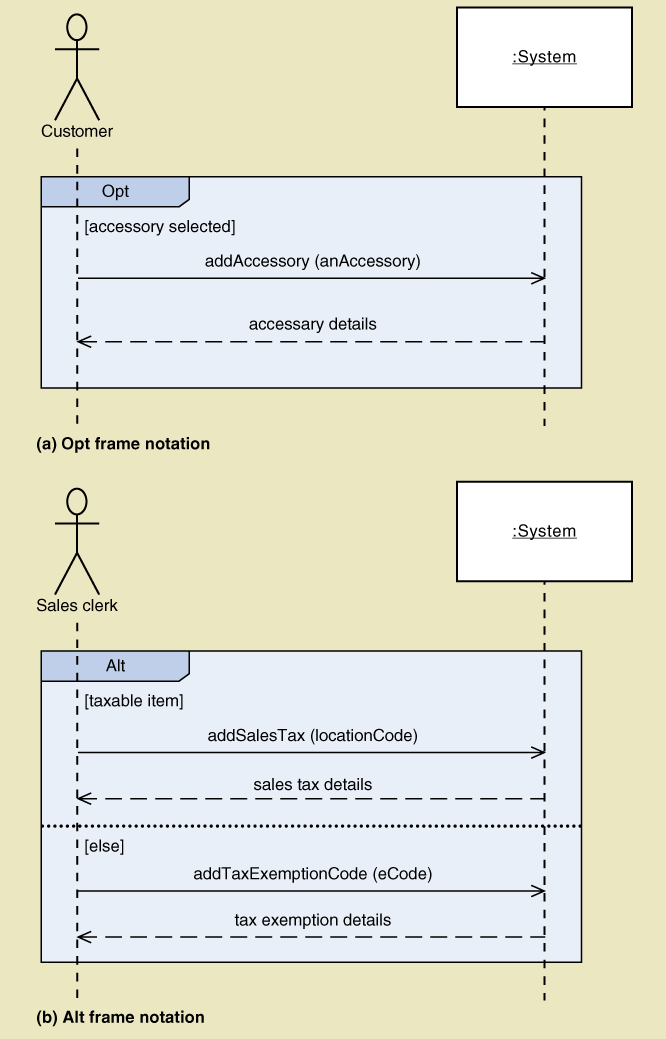 :System
Customer
Opt
[accessory selected]
addAccessory (anAccessory)
accessary details
(a) Opt frame notation
:System
Sales clerk
Alt
[taxable item]
addSalesTax (locationCode)
sales tax details
[else]
addTaxExemptionCode (eCode)
tax exemption details
(b) Alt frame notation